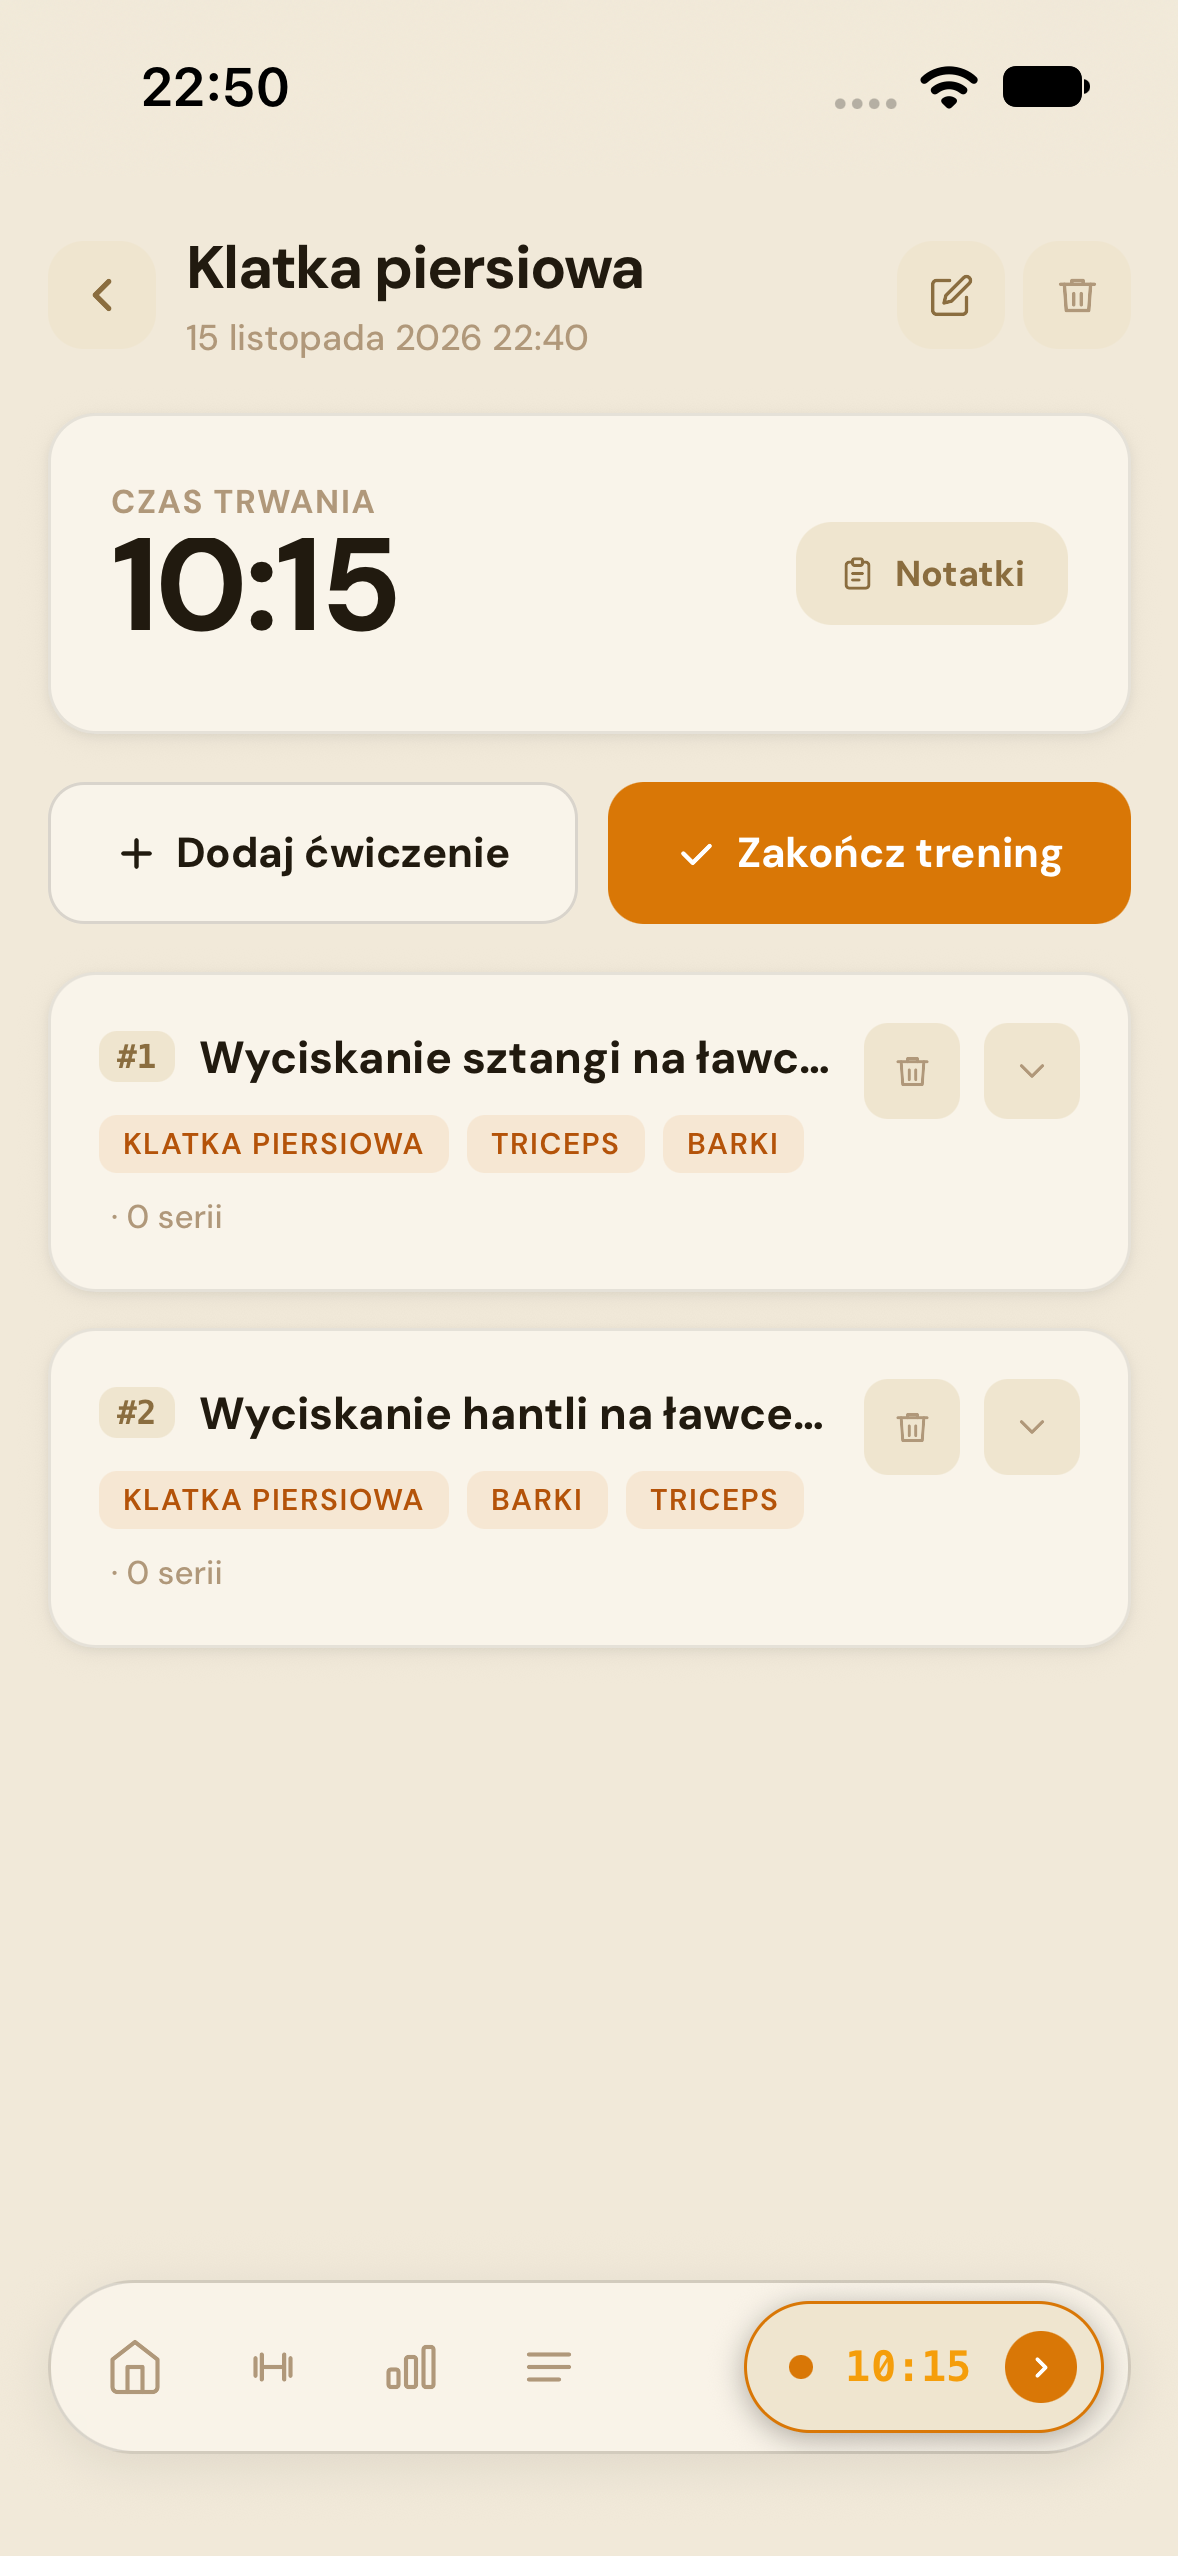 22:50
Klatka piersiowa
15 listopada 2026 22:40
CZAS TRWANIA
10:15
Notatki
Dodaj ćwiczenie
Zakończ trening
#1 Wyciskanie sztangi na ławc...
KLATKA PIERSIOWA TRICEPS BARKI
· 0 serii
#2 Wyciskanie hantli na ławce...
KLATKA PIERSIOWA BARKI TRICEPS
· 0 serii
10:15